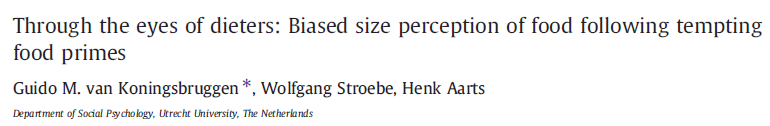 Through the eyes of dieters: Biased size perception of food following tempting
food primes
Guido M. van Koningsbruggen *, Wolfgang Stroebe, Henk Aarts
Department of Social Psychology, Utrecht University, The Netherlands